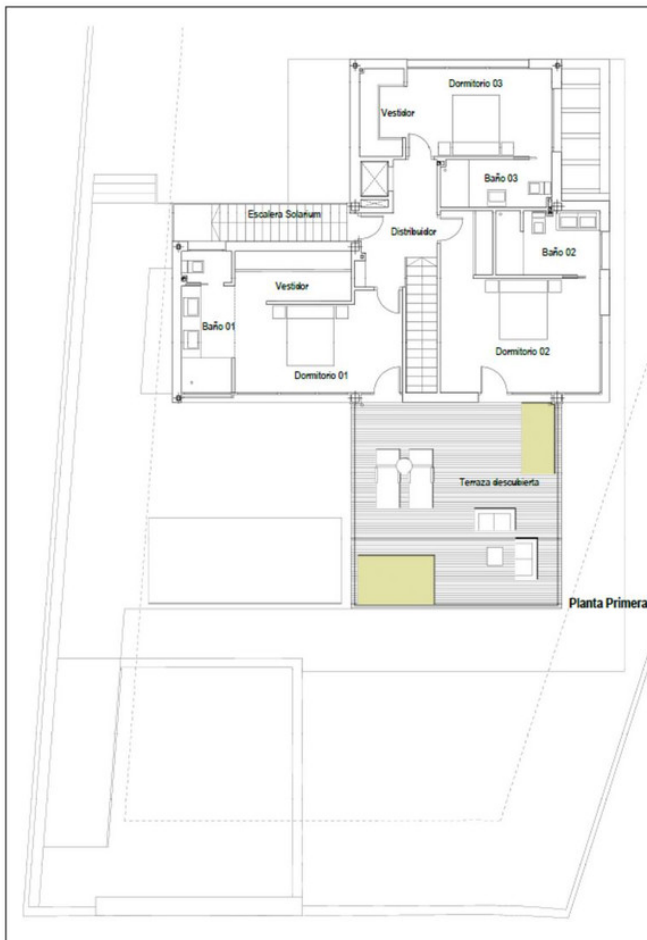 Dormitorio 03
Vestidor
Baño 03
Escalera Solarium
Distribuidor
Baño 02
Vestidor
Baño 01
Dormitorio 02
Dormitorio 01
Terraza descubierta
Planta Primera